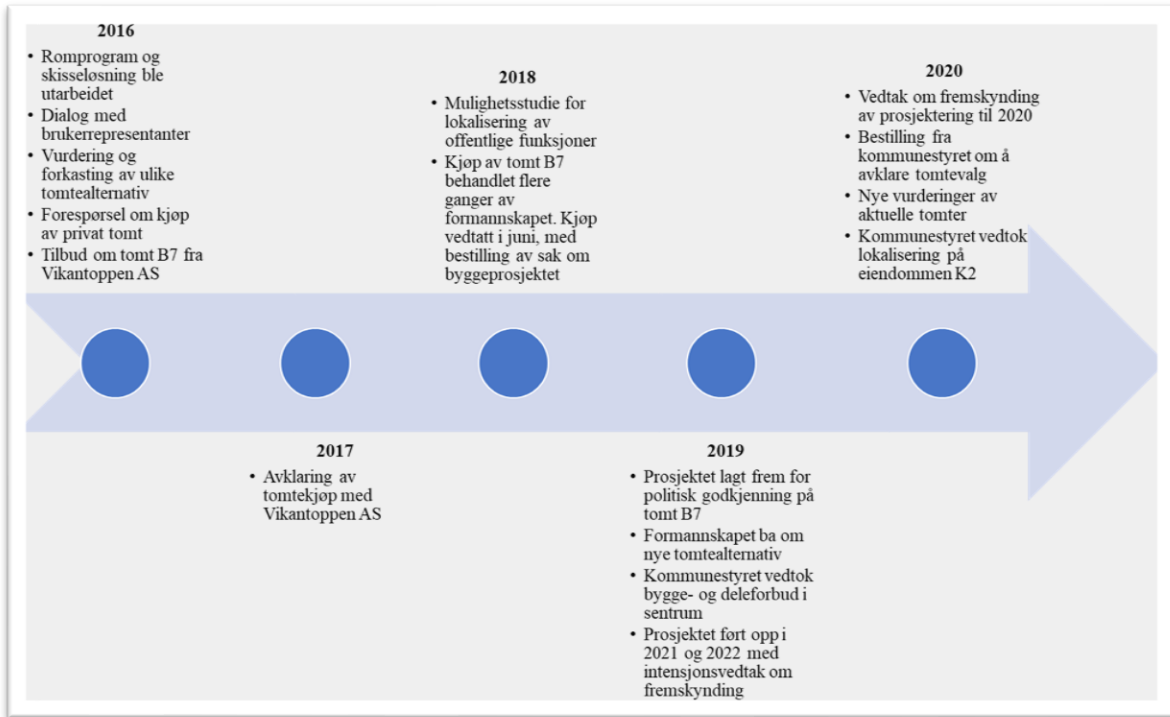 2016
• Romprogram og
skisseløsning ble
utarbeidet
• Dialog med
brukerrepresentanter
• Vurdering og
forkasting av ulike
tomtealternativ
• Forespørsel om kjøp
av privat tomt
• Tilbud om tomt B7 fra
Vikantoppen AS
2017
• Avklaring av
tomtekjøp med
Vikantoppen AS
2018
• Mulighetsstudie for
lokalisering av
offentlige funksjoner
• Kjøp av tomt B7
behandlet flere
ganger av
formannskapet. Kjøp
vedtatt i juni, med
bestilling av sak om
byggeprosjektet
2019
• Prosjektet lagt frem for
politisk godkjenning på
tomt B7
• Formannskapet ba om
nye tomtealternativ
• Kommunestyret vedtok
bygge- og deleforbud i
sentrum
• Prosjektet ført opp i
2021 og 2022 med
intensjonsvedtak om
fremskynding
2020
• Vedtak om fremskynding
av prosjektering til 2020
• Bestilling fra
kommunestyret om å
avklare tomtevalg
• Nye vurderinger av
aktuelle tomter
• Kommunestyret vedtok
lokalisering på
eiendommen K2